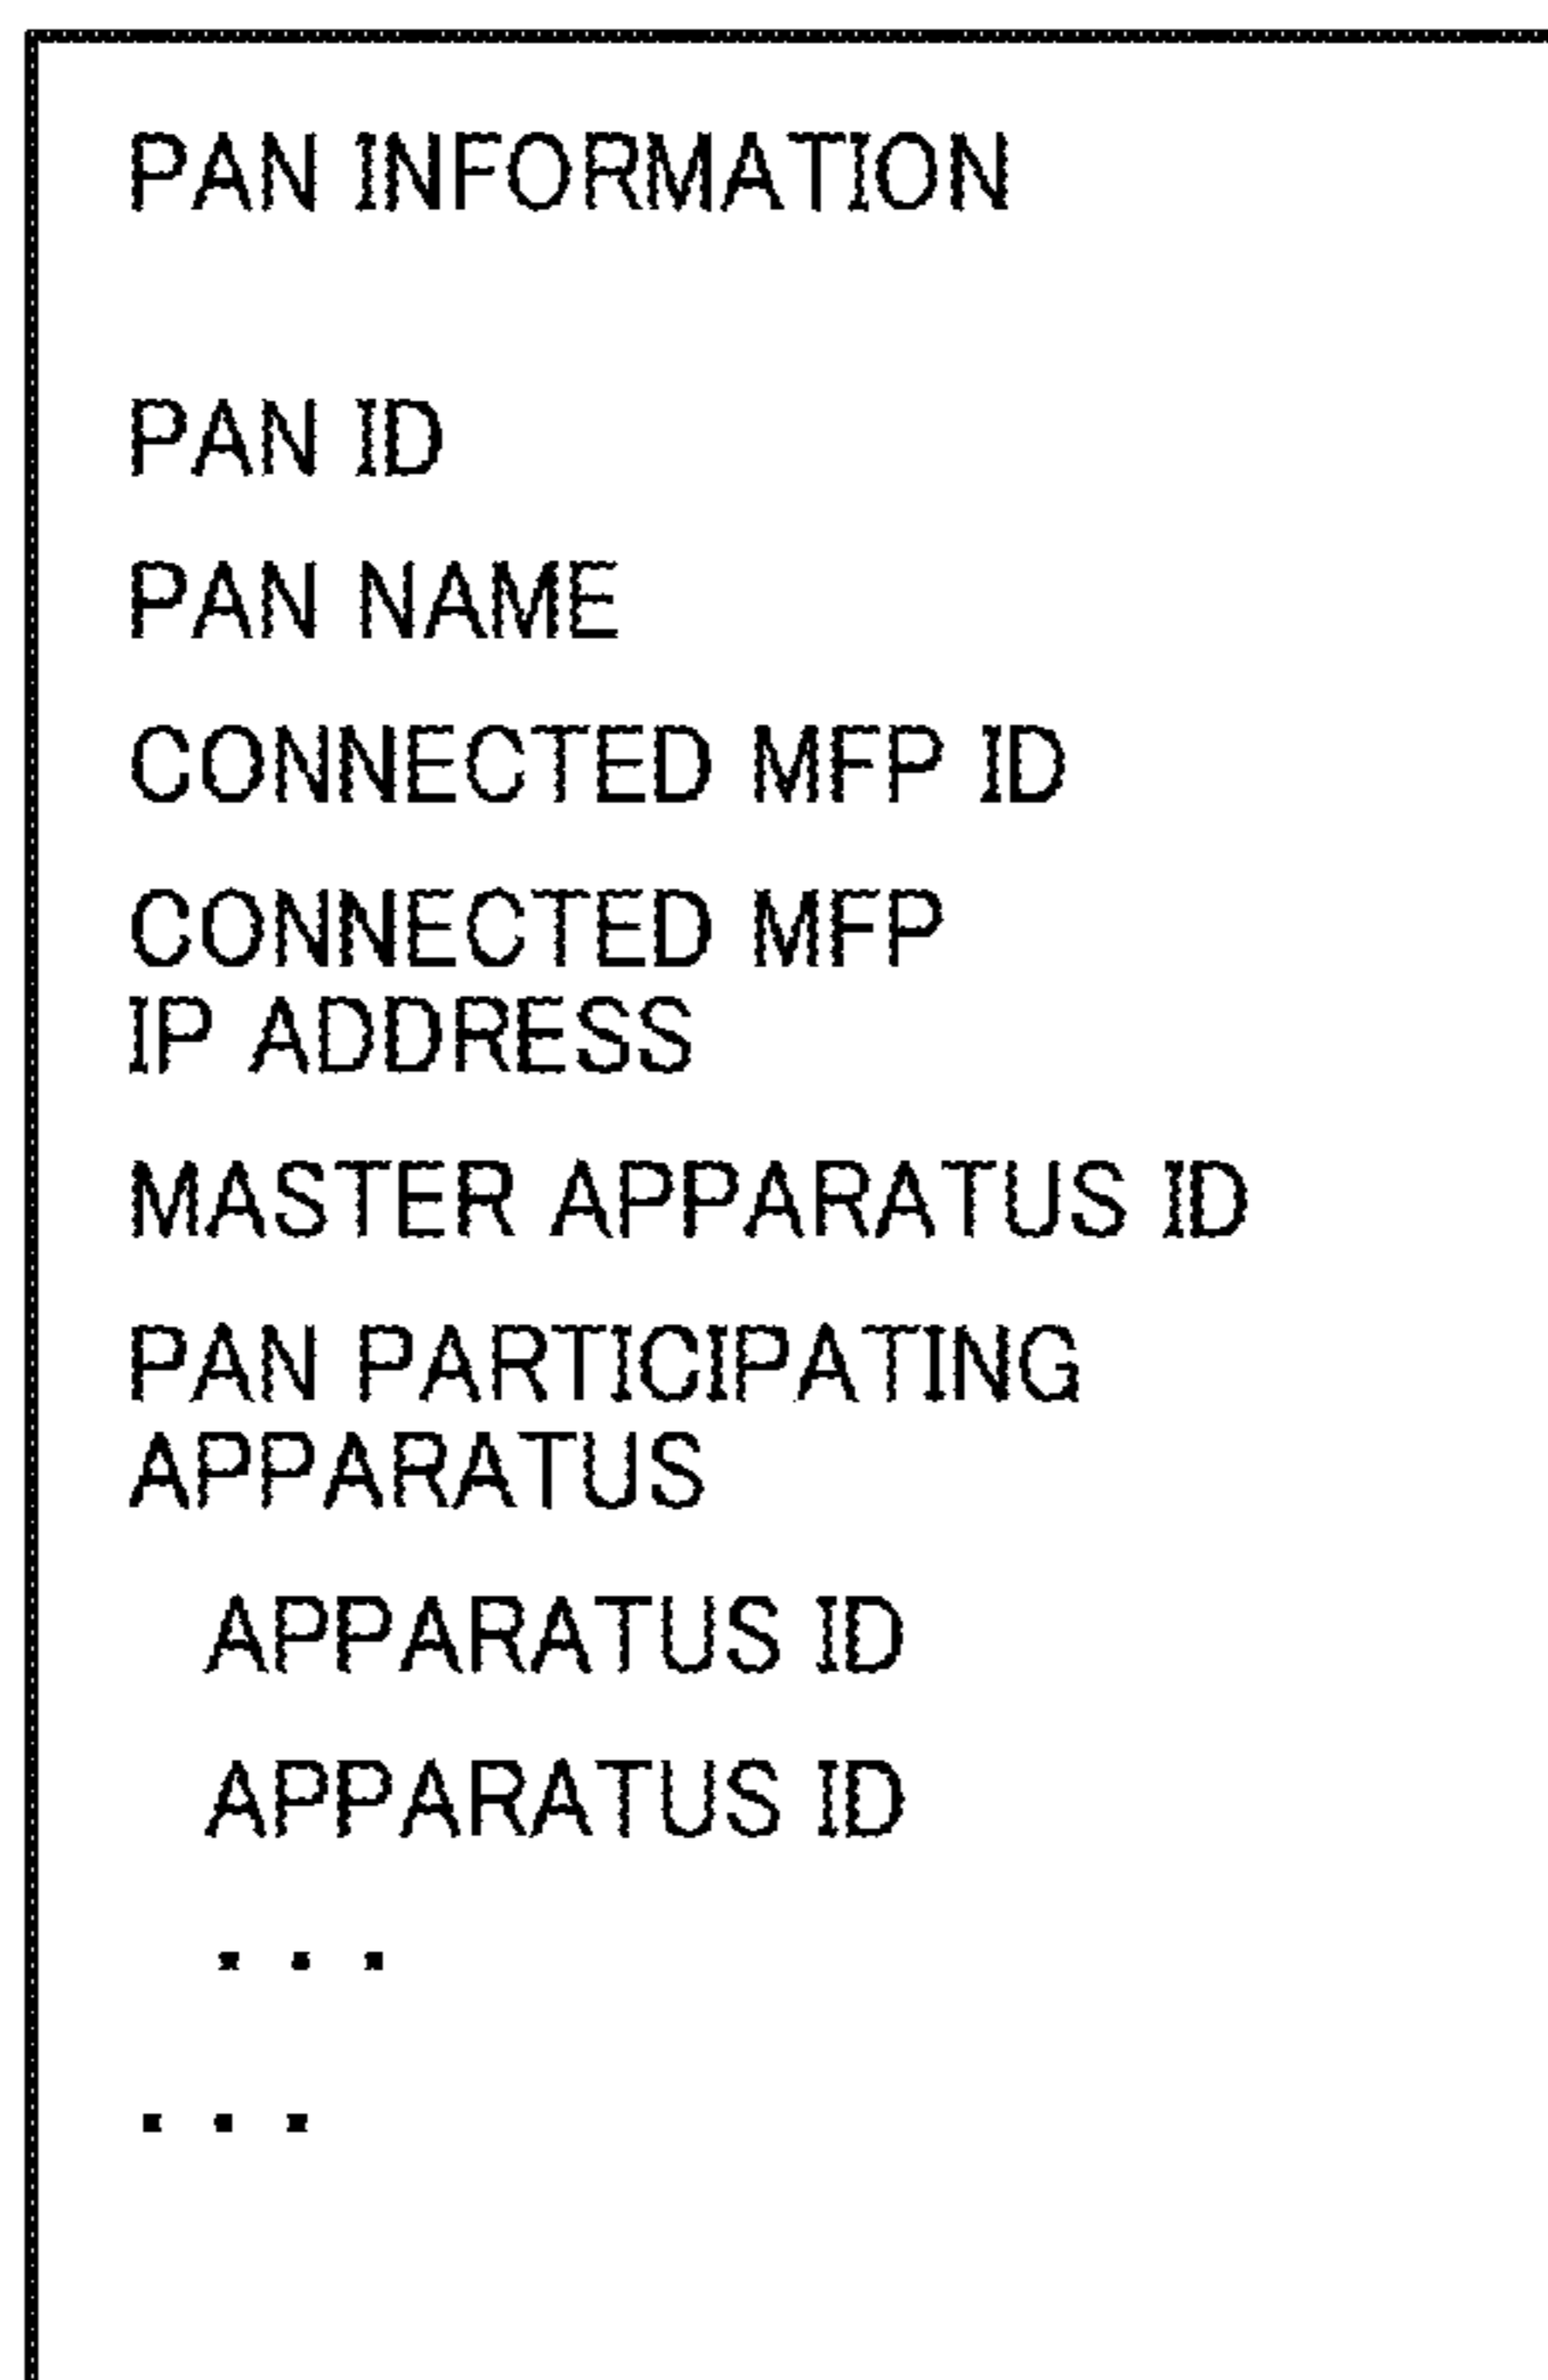 PAN INFORMATION
PAN ID
PAN NAME
CONNECTED MFP ID
CONNECTED MFP
IP ADDRESS
MASTER APPARATUS ID
PAN PARTICIPATING
APPARATUS
APPARATUS ID
APPARATUS ID
...
...